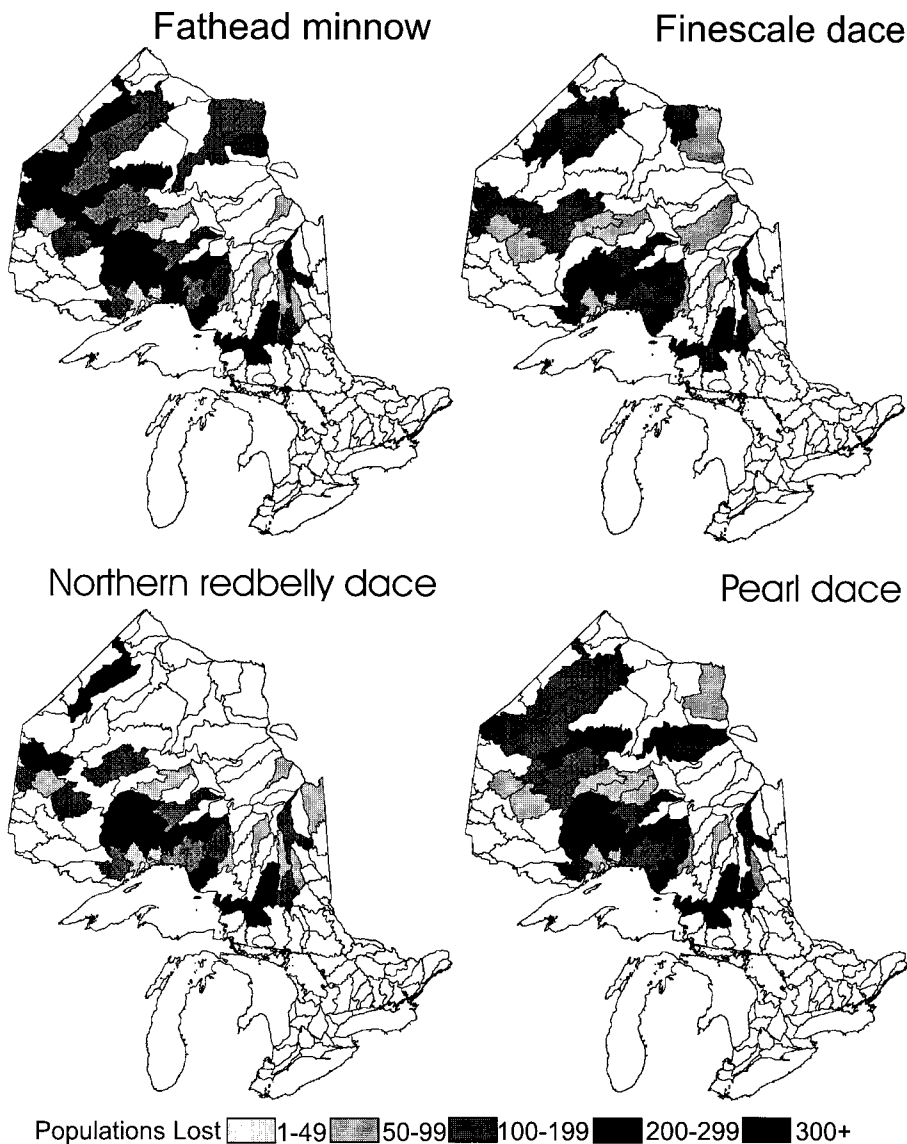 Fathead minnow
Finescale dace
Northern redbelly dace
Pearl dace
Populations Lost 1-49 50-99 100-199 200-299 300+